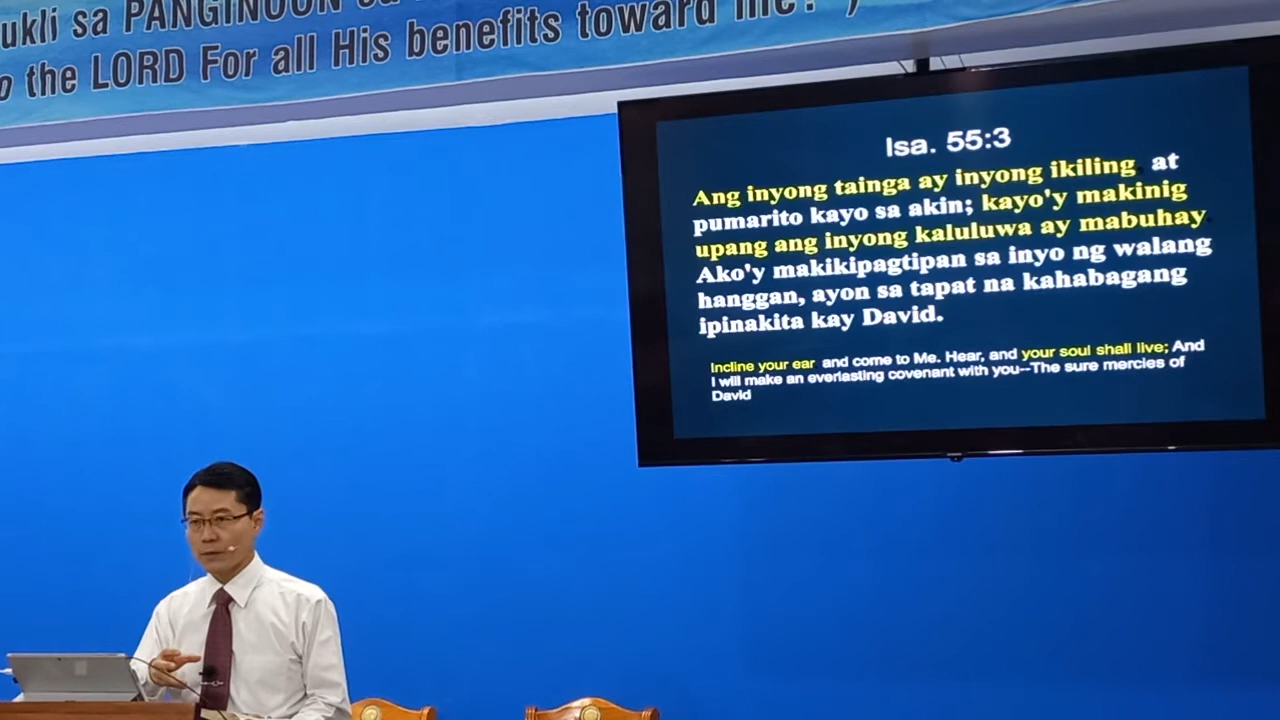 ukli sa PANGINOON sa
o the LORD For all His benefits toward me? )
Isa. 55:3
Ang inyong tainga ay inyong ikiling, at
pumarito kayo sa akin; kayo'y makinig
upang ang inyong kaluluwa ay mabuhay.
Ako'y makikipagtipan sa inyo ng walang
hanggan, ayon sa tapat na kahabagang
ipinakita kay David.
Incline your ear and come to Me. Hear, and your soul shall live; And
I will make an everlasting covenant with you--The sure mercies of
David